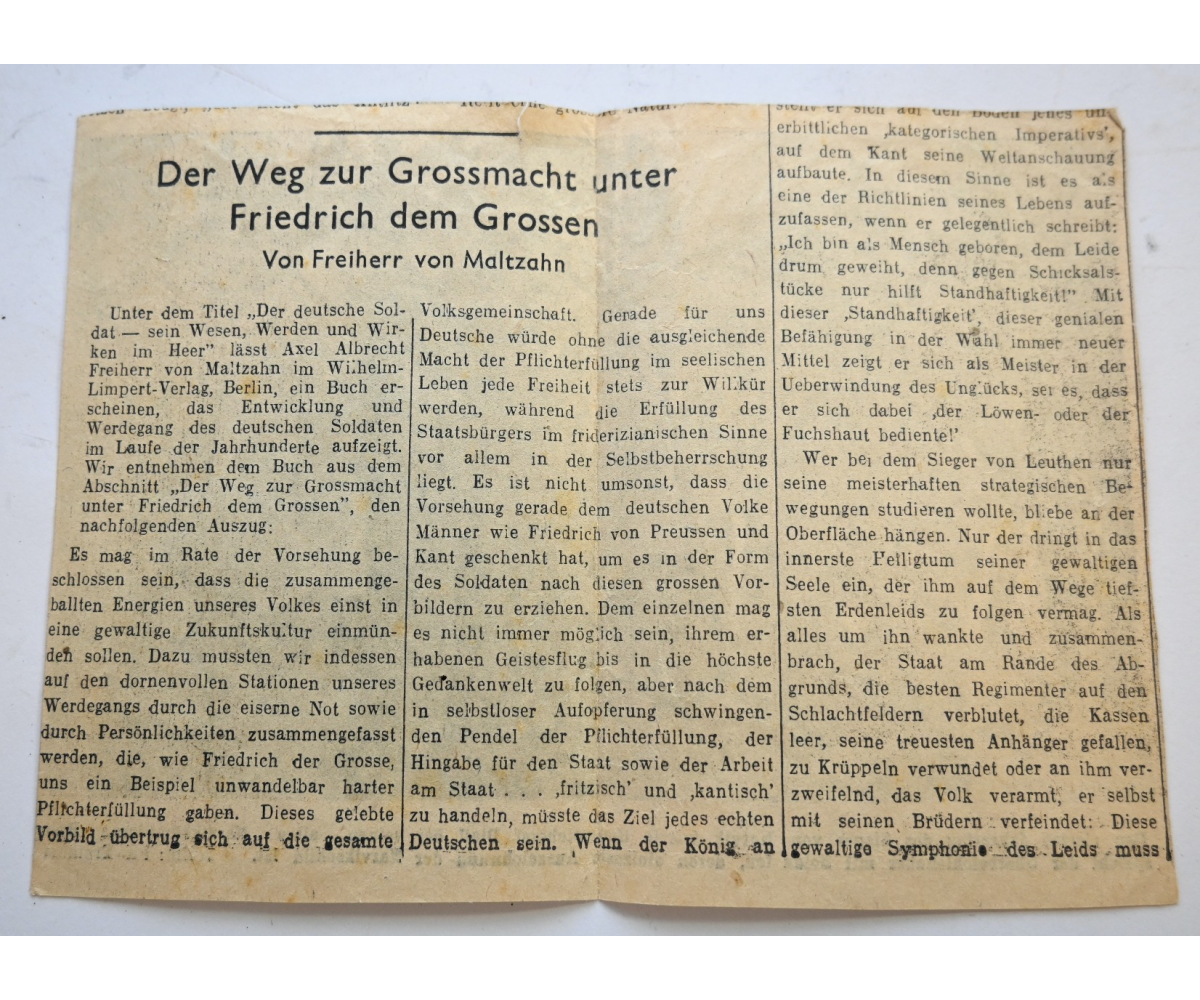 Der Weg zur Grossmacht unter
Friedrich dem Grossen
Von Freiherr von Maltzahn
Unter dem Titel „Der deutsche Sol-
dat — sein Wesen, Werden und Wir-
ken im Heer" lässt Axel Albrecht
Freiherr von Maltzahn im Wilhelm-
Limpert-Verlag, Berlin, ein Buch er-
scheinen, das Entwicklung und
Werdegang des deutschen Soldaten
im Laufe der Jahrhunderte aufzeigt.
Wir entnehmen dem Buch aus dem
Abschnitt „Der Weg zur Grossmacht
unter Friedrich dem Grossen", den
nachfolgenden Auszug:
Es mag im Rate der Vorsehung be-
schlossen sein, dass die zusammenge-
ballten Energien unseres Volkes einst in
eine gewaltige Zukunftskultur einmün-
den sollen. Dazu mussten wir indessen
auf den dornenvollen Stationen unseres
Werdegangs durch die eiserne Not sowie
durch Persönlichkeiten zusammengefasst
werden, die, wie Friedrich der Grosse,
uns ein Beispiel unwandelbar harter
Pflichterfüllung gaben. Dieses gelebte
Vorbild übertrug sich auf die gesamte
Volksgemeinschaft. Gerade für uns
Deutsche würde ohne die ausgleichende
Macht der Pflichterfüllung im seelischen
Leben jede Freiheit stets zur Willkür
werden, während die Erfüllung des
Staatsbürgers im friderizianischen Sinne
vor allem in der Selbstbeherrschung
liegt. Es ist nicht umsonst, dass die
Vorsehung gerade dem deutschen Volke
Männer wie Friedrich von Preussen und
Kant geschenkt hat, um es in der Form
des Soldaten nach diesen grossen Vor-
bildern zu erziehen. Dem einzelnen mag
es nicht immer möglich sein, ihrem er-
habenen Geistesflug bis in die höchste
Gedankenwelt zu folgen, aber nach dem
in selbstloser Aufopferung schwingen-
den Pendel der Pflichterfüllung, der
Hingabe für den Staat sowie der Arbeit
am Staat . . . ‚fritzisch' und ‚kantisch'
zu handeln, müsste das Ziel jedes echten
Deutschen sein. Wenn der König an
stellt er sich auf den Boden jenes un-
erbittlichen ‚kategorischen Imperativs',
auf dem Kant seine Weltanschauung
aufbaute. In diesem Sinne ist es als
eine der Richtlinien seines Lebens auf-
zufassen, wenn er gelegentlich schreibt:
„Ich bin als Mensch geboren, dem Leide
drum geweiht, denn gegen Schicksals-
tücke nur hilft Standhaftigkeit!" Mit
dieser ‚Standhaftigkeit', dieser genialen
Befähigung in der Wahl immer neuer
Mittel zeigt er sich als Meister in der
Ueberwindung des Unglücks, sei es, dass
er sich dabei ‚der Löwen- oder der
Fuchshaut bediente!'
Wer bei dem Sieger von Leuthen nur
seine meisterhaften strategischen Be-
wegungen studieren wollte, bliebe an der
Oberfläche hängen. Nur der dringt in das
innerste Heiligtum seiner gewaltigen
Seele ein, der ihm auf dem Wege tief-
sten Erdenleids zu folgen vermag. Als
alles um ihn wankte und zusammen-
brach, der Staat am Rande des Ab-
grunds, die besten Regimenter auf den
Schlachtfeldern verblutet, die Kassen
leer, seine treuesten Anhänger gefallen,
zu Krüppeln verwundet oder an ihm ver-
zweifelnd, das Volk verarmt, er selbst
mit seinen Brüdern verfeindet: Diese
gewaltige Symphonie des Leids muss